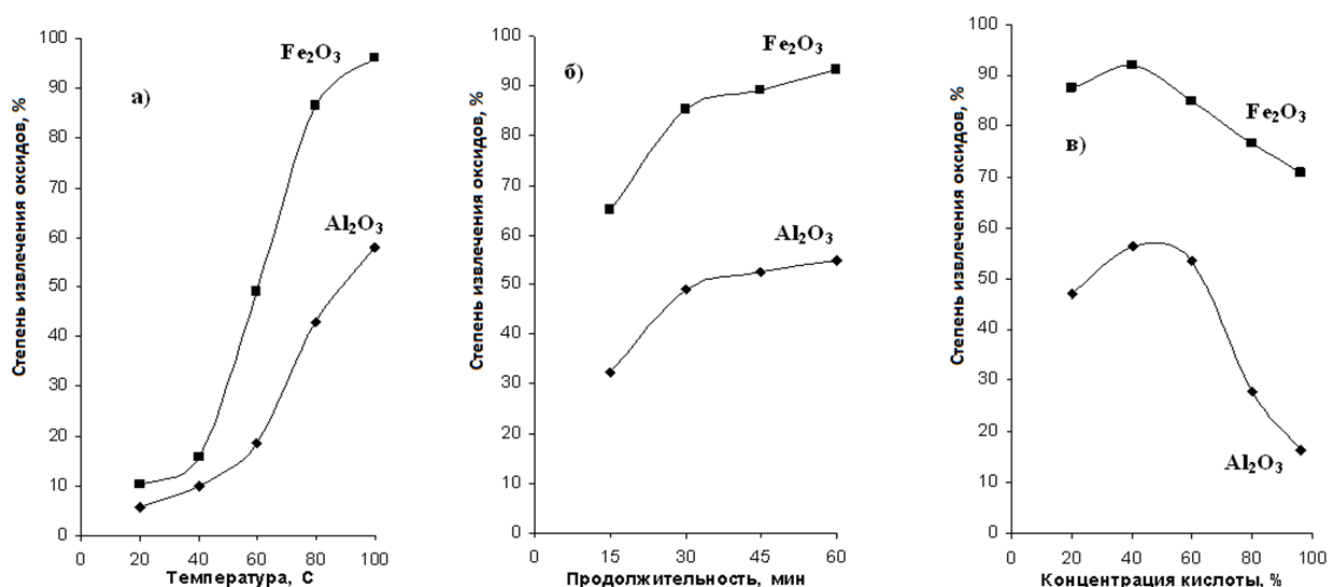 Степень извлечения оксидов, %
100
90
80
70
60
50
40
30
20
10
0
а)
Fe₂O₃
Al₂O₃
0 20 40 60 80 100
Температура, С
Степень извлечения оксидов, %
100
90
80
70
60
50
40
30
20
10
0
б)
Fe₂O₃
Al₂O₃
0 15 30 45 60
Продолжительность, мин
Степень извлечения оксидов, %
100
90
80
70
60
50
40
30
20
10
0
в)
Fe₂O₃
Al₂O₃
0 20 40 60 80 100
Концентрация кислоты, %